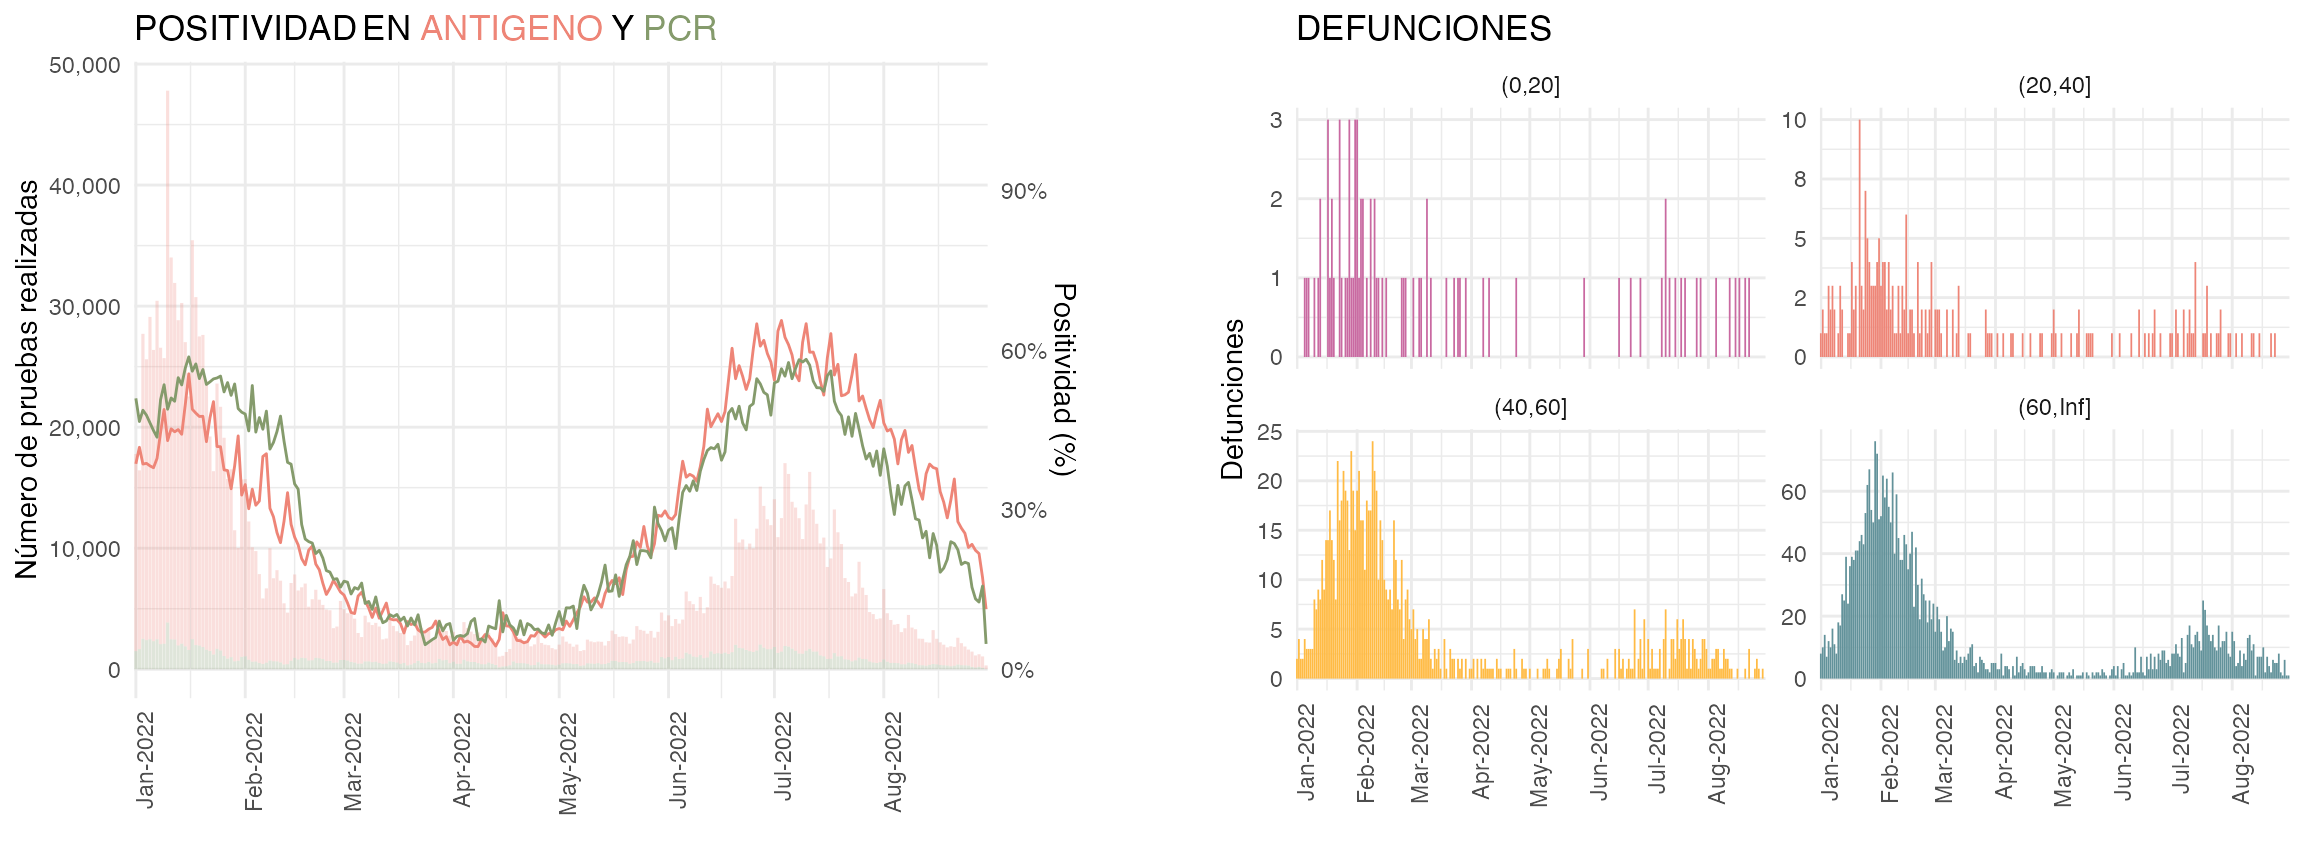 POSITIVIDAD EN ANTIGENO Y PCR
Número de pruebas realizadas
50,000
40,000
30,000
20,000
10,000
0
90%
60%
30%
0%
Positividad (%)
Jan-2022
Feb-2022
Mar-2022
Apr-2022
May-2022
Jun-2022
Jul-2022
Aug-2022
DEFUNCIONES
Defunciones
(0,20]
3
2
1
0
(20,40]
10
8
5
2
0
(40,60]
25
20
15
10
5
0
Jan-2022
Feb-2022
Mar-2022
Apr-2022
May-2022
Jun-2022
Jul-2022
Aug-2022
(60,Inf]
60
40
20
0
Jan-2022
Feb-2022
Mar-2022
Apr-2022
May-2022
Jun-2022
Jul-2022
Aug-2022